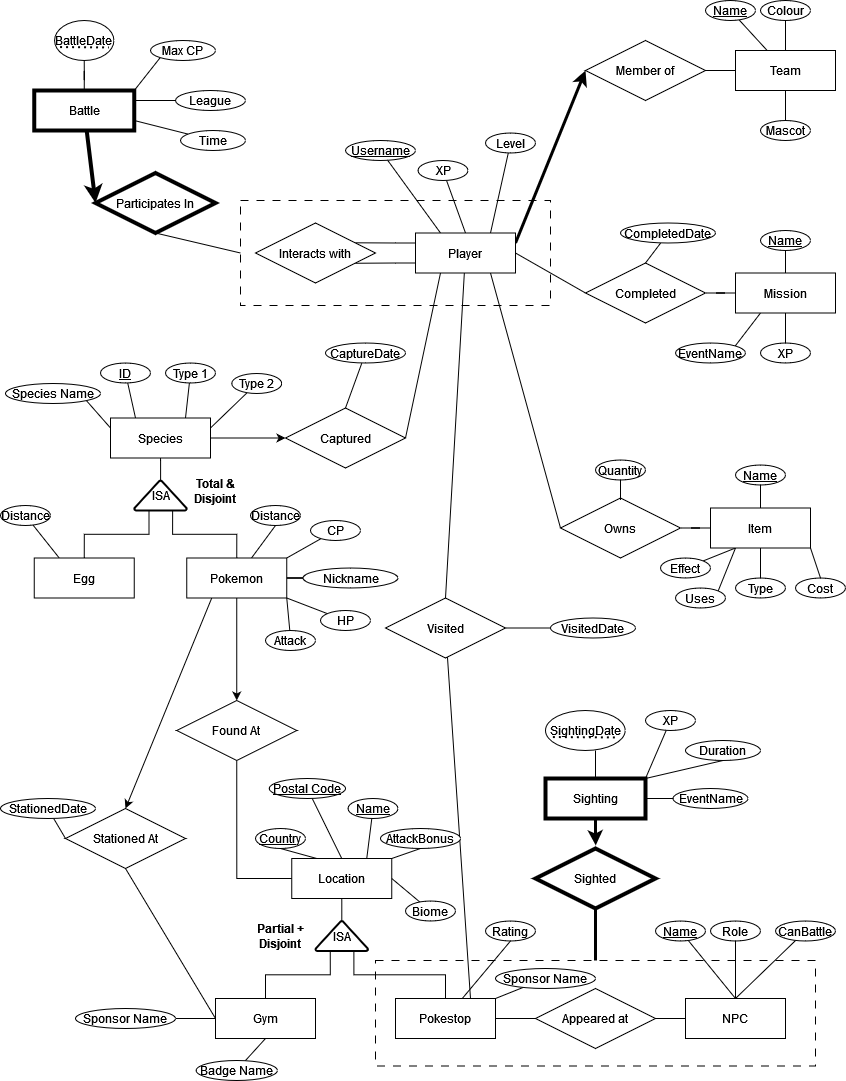 Name
Colour
BattleDate
Max CP
Member of
Team
Battle
League
Mascot
Time
Username
Level
XP
Participates In
CompletedDate
Name
Interacts with
Player
Completed
Mission
CaptureDate
EventName
XP
ID
Type 1
Type 2
Species Name
Species
Captured
Total &
Disjoint
ISA
Quantity
Name
Distance
Distance
CP
Owns
Item
Egg
Pokemon
Nickname
Effect
Uses
Type
Cost
HP
Attack
Visited
VisitedDate
Found At
SightingDate
XP
Duration
Sighting
EventName
StationedDate
Postal Code
Name
Stationed At
Country
AttackBonus
Location
Sighted
Biome
Partial +
Disjoint
ISA
Rating
Name
Role
CanBattle
Sponsor Name
Sponsor Name
Gym
Pokestop
Appeared at
NPC
Badge Name